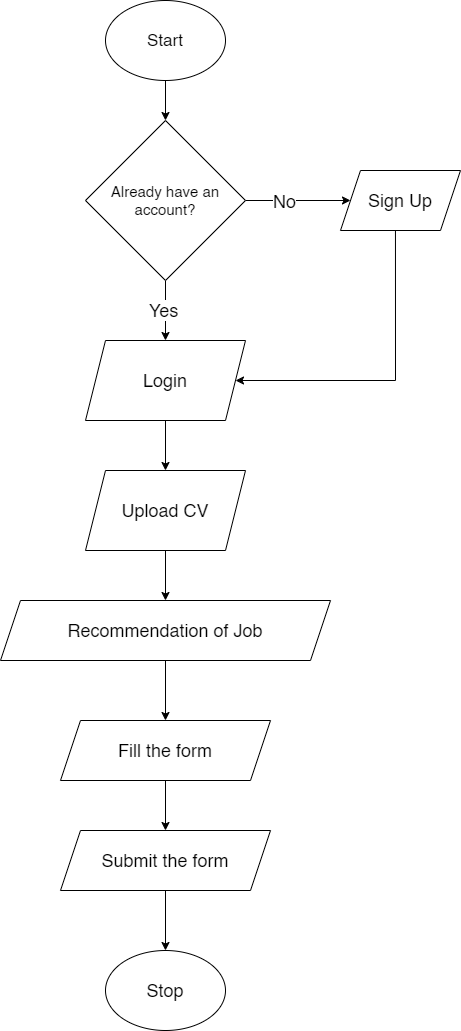 Start
Already have an
account?
No
Sign Up
Yes
Login
Upload CV
Recommendation of Job
Fill the form
Submit the form
Stop